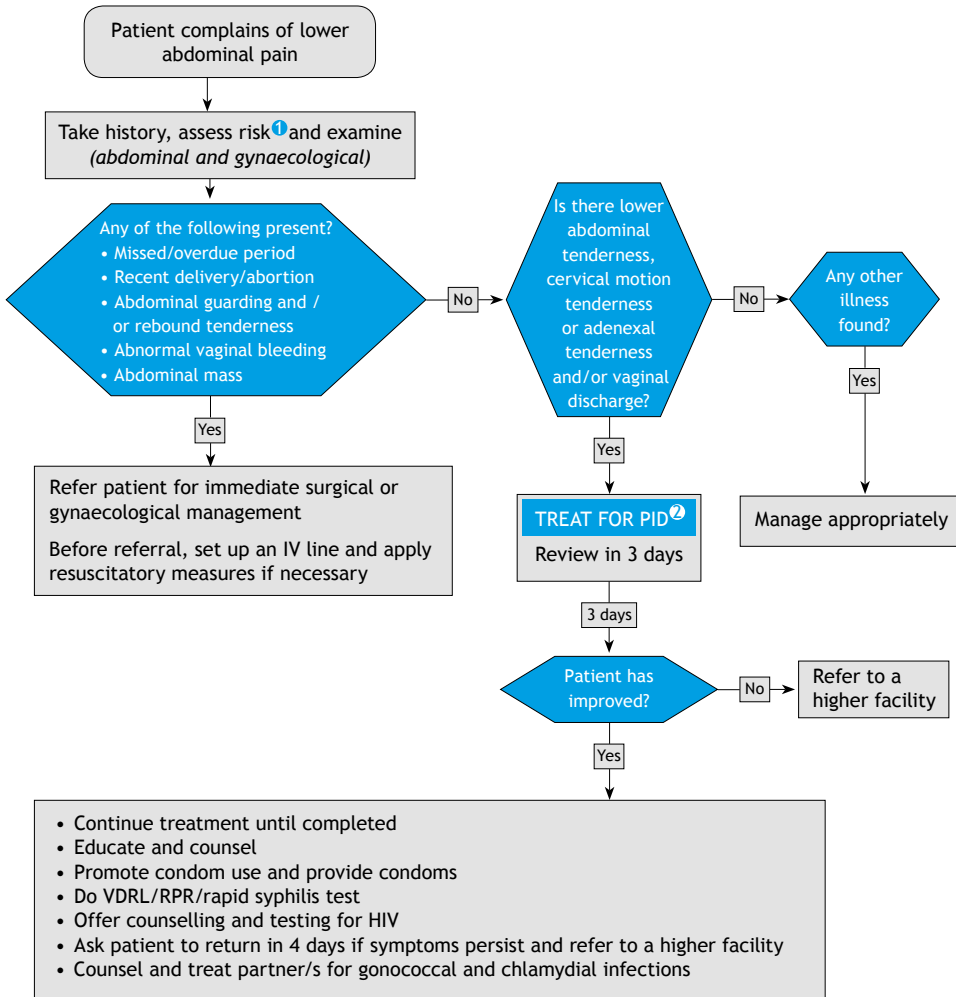 Patient complains of lower
abdominal pain
Take history, assess risk❶ and examine
(abdominal and gynaecological)
Any of the following present?
• Missed/overdue period
• Recent delivery/abortion
• Abdominal guarding and /
or rebound tenderness
• Abnormal vaginal bleeding
• Abdominal mass
No
Is there lower
abdominal
tenderness,
cervical motion
tenderness
or adenexal
tenderness
and/or vaginal
discharge?
No
Any other
illness
found?
Yes
Yes
Yes
Refer patient for immediate surgical or
gynaecological management
Before referral, set up an IV line and apply
resuscitatory measures if necessary
TREAT FOR PID❷
Review in 3 days
Manage appropriately
3 days
Patient has
improved?
No
Refer to a
higher facility
Yes
• Continue treatment until completed
• Educate and counsel
• Promote condom use and provide condoms
• Do VDRL/RPR/rapid syphilis test
• Offer counselling and testing for HIV
• Ask patient to return in 4 days if symptoms persist and refer to a higher facility
• Counsel and treat partner/s for gonococcal and chlamydial infections